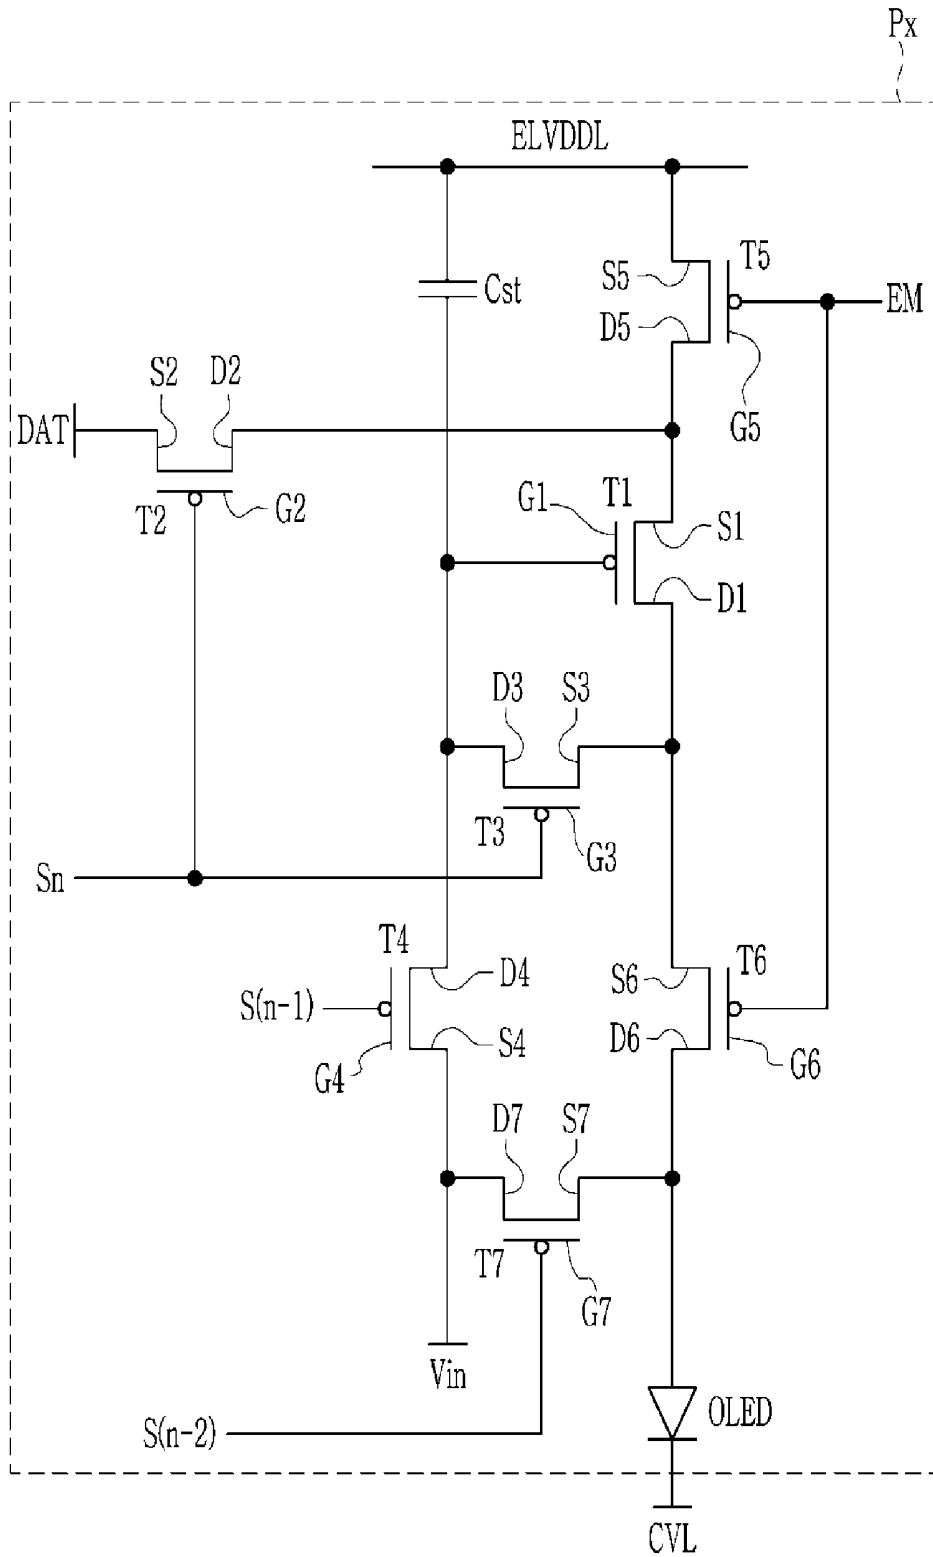 Px
ELVDDL
T5
S5
Cst
EM
D5
S2
D2
DAT
G5
G1
T1
T2
G2
S1
D1
D3
S3
T3
G3
Sn
T4
D4
S6
T6
S(n-1)
S4
D6
G4
G6
D7
S7
T7
G7
Vin
OLED
S(n-2)
CVL